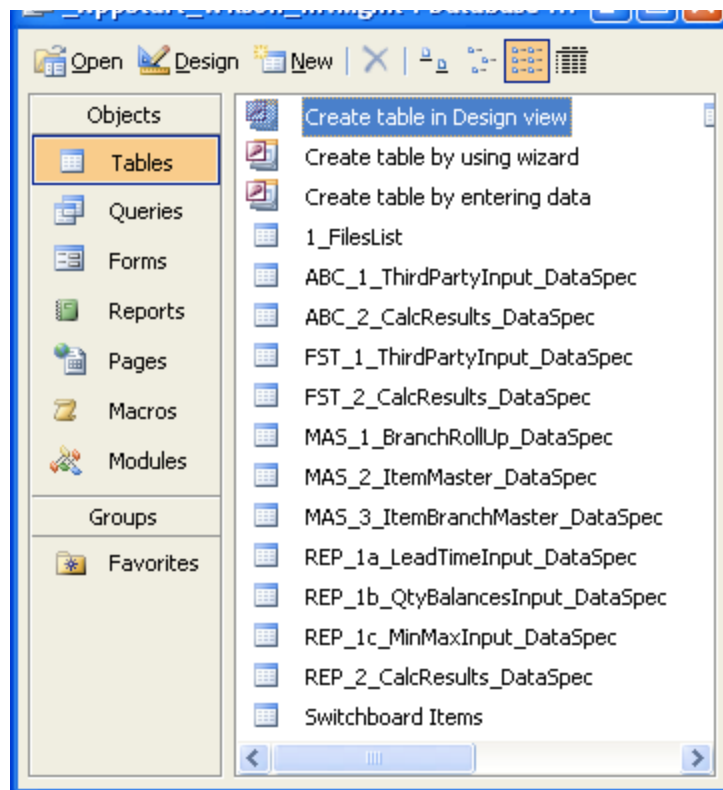 Open Design New
Objects
Tables
Queries
Forms
Reports
Pages
Macros
Modules
Groups
Favorites
Create table in Design view
Create table by using wizard
Create table by entering data
1_FilesList
ABC_1_ThirdPartyInput_DataSpec
ABC_2_CalcResults_DataSpec
FST_1_ThirdPartyInput_DataSpec
FST_2_CalcResults_DataSpec
MAS_1_BranchRollUp_DataSpec
MAS_2_ItemMaster_DataSpec
MAS_3_ItemBranchMaster_DataSpec
REP_1a_LeadTimeInput_DataSpec
REP_1b_QtyBalancesInput_DataSpec
REP_1c_MinMaxInput_DataSpec
REP_2_CalcResults_DataSpec
Switchboard Items